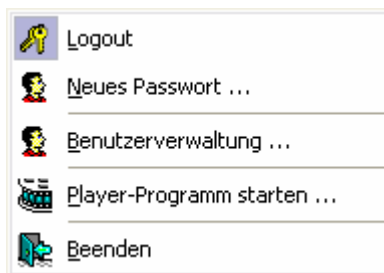 Logout
Neues Passwort ...
Benutzerverwaltung ...
Player-Programm starten ...
Beenden